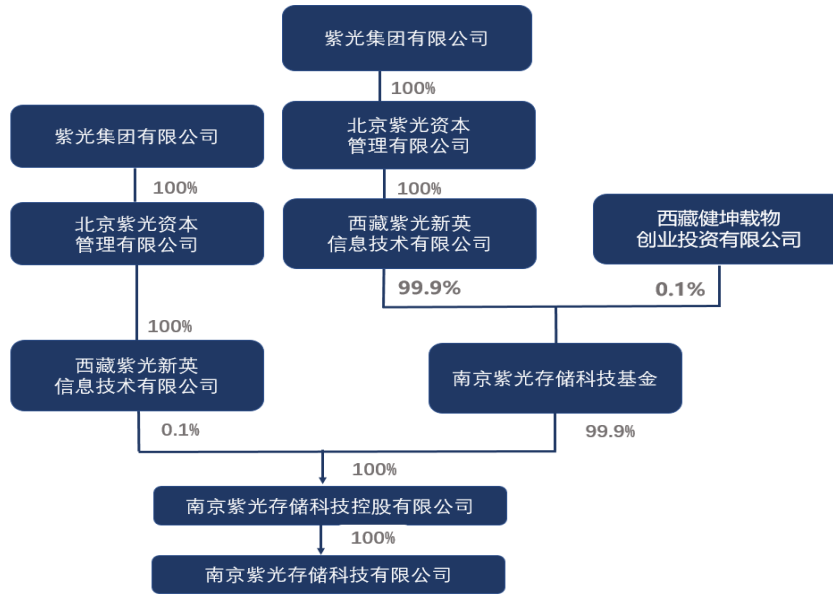 紫光集团有限公司
100%
紫光集团有限公司
北京紫光资本
管理有限公司
100%
100%
北京紫光资本
管理有限公司
西藏紫光新英
信息技术有限公司
西藏健坤载物
创业投资有限公司
99.9%
0.1%
100%
西藏紫光新英
信息技术有限公司
南京紫光存储科技基金
0.1%
99.9%
100%
南京紫光存储科技控股有限公司
100%
南京紫光存储科技有限公司